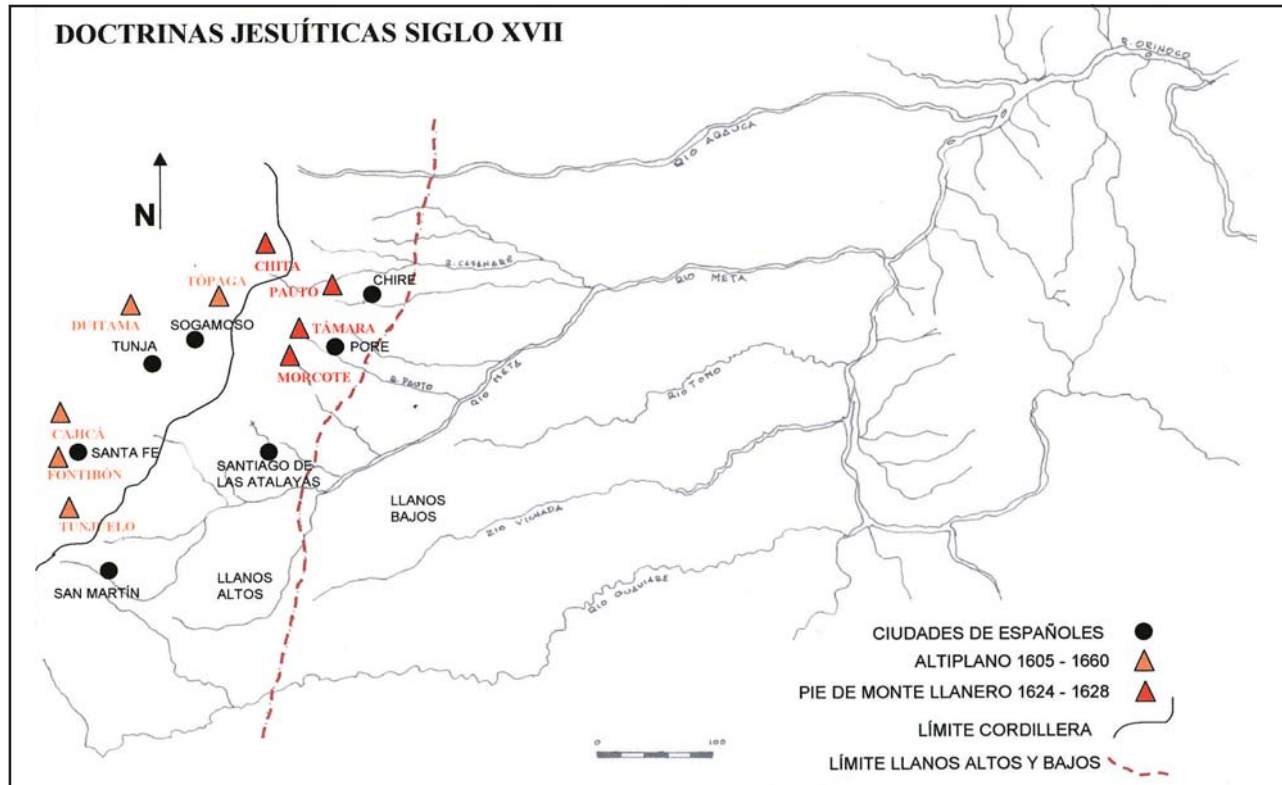 DOCTRINAS JESUÍTICAS SIGLO XVII
R. ORINOCO
RIO ARAUCA
N
CHITA
R. CASANARE
RIO META
TÓPAGA
PAUTO
CHIRE
DUITAMA
SOGAMOSO
TÁMARA
TUNJA
PORE
MORCOTE
R. PAUTO
RIO META
RIO TOMO
CAJICÁ
SANTA FE
FONTIBÓN
SANTIAGO DE
LAS ATALAYAS
LLANOS
BAJOS
TUNJUELO
RIO VICHADA
SAN MARTÍN
LLANOS
ALTOS
RIO GUAVIARE
CIUDADES DE ESPAÑOLES
ALTIPLANO 1605 - 1660
PIE DE MONTE LLANERO 1624 - 1628
LÍMITE CORDILLERA
LÍMITE LLANOS ALTOS Y BAJOS
0 100